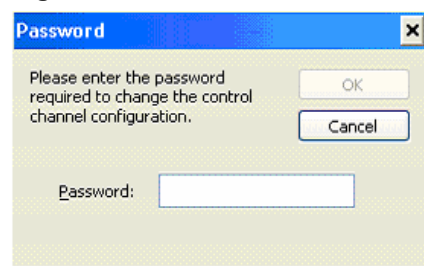 Password
Please enter the password
required to change the control
channel configuration.
OK
Cancel
Password: